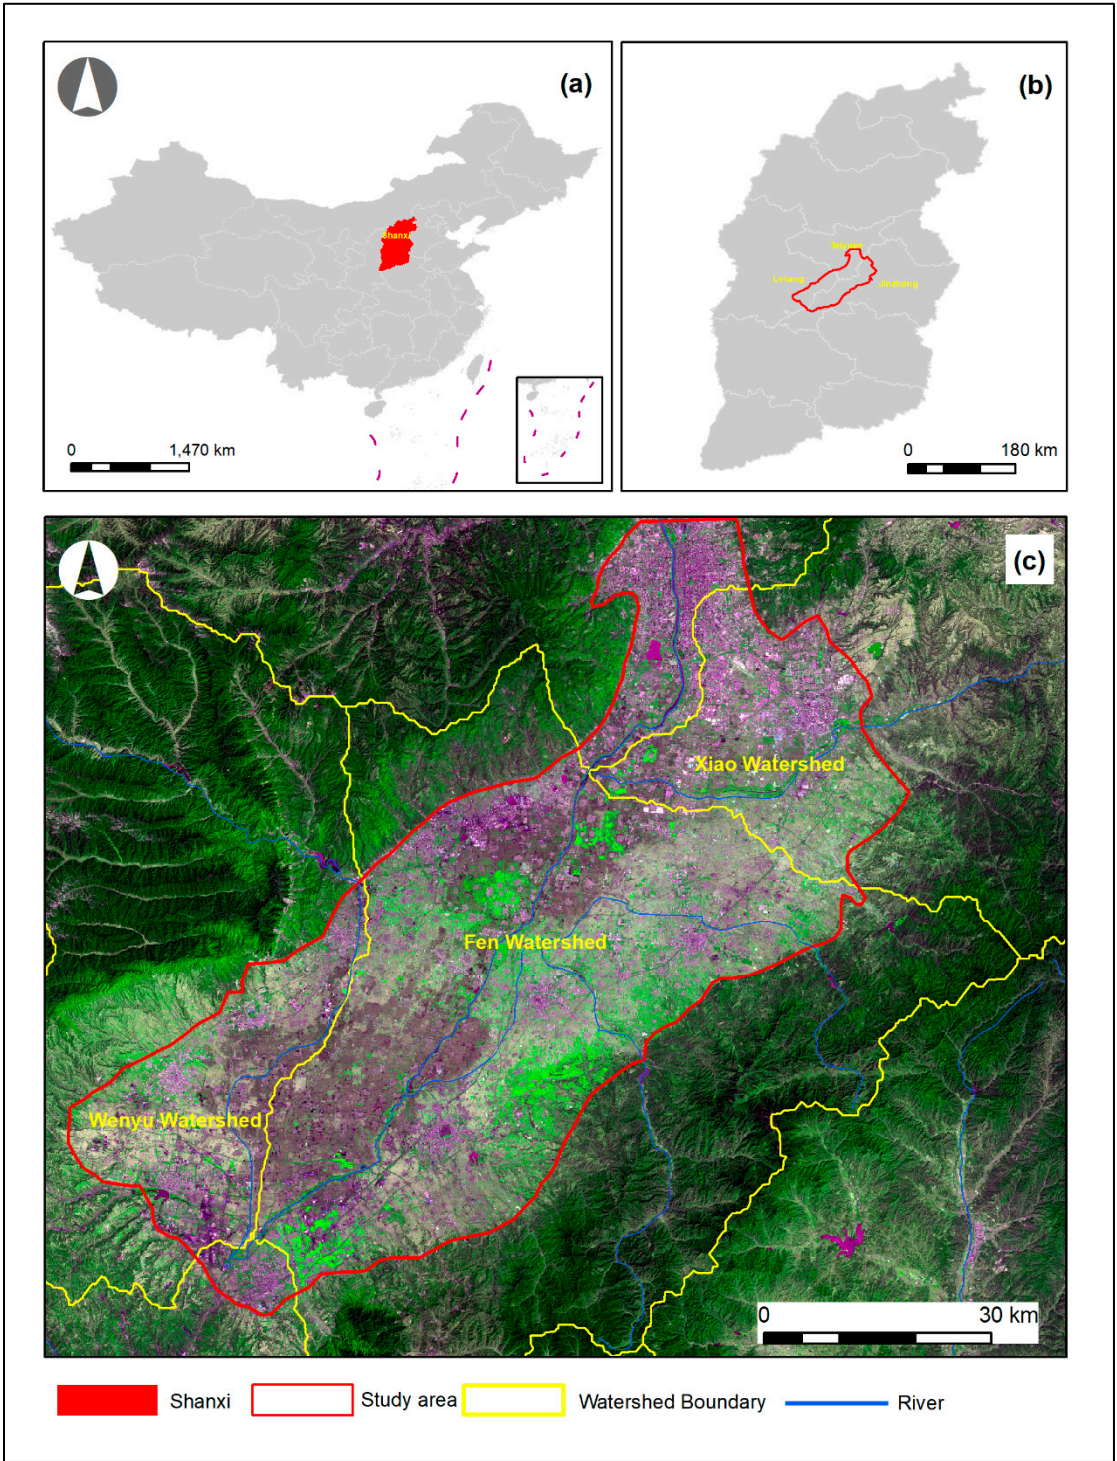 (a)
Shanxi
0 1,470 km
(b)
Taiyuan
Lvliang
Jinzhong
0 180 km
(c)
Xiao Watershed
Fen Watershed
Wenyu Watershed
0 30 km
Shanxi Study area Watershed Boundary River